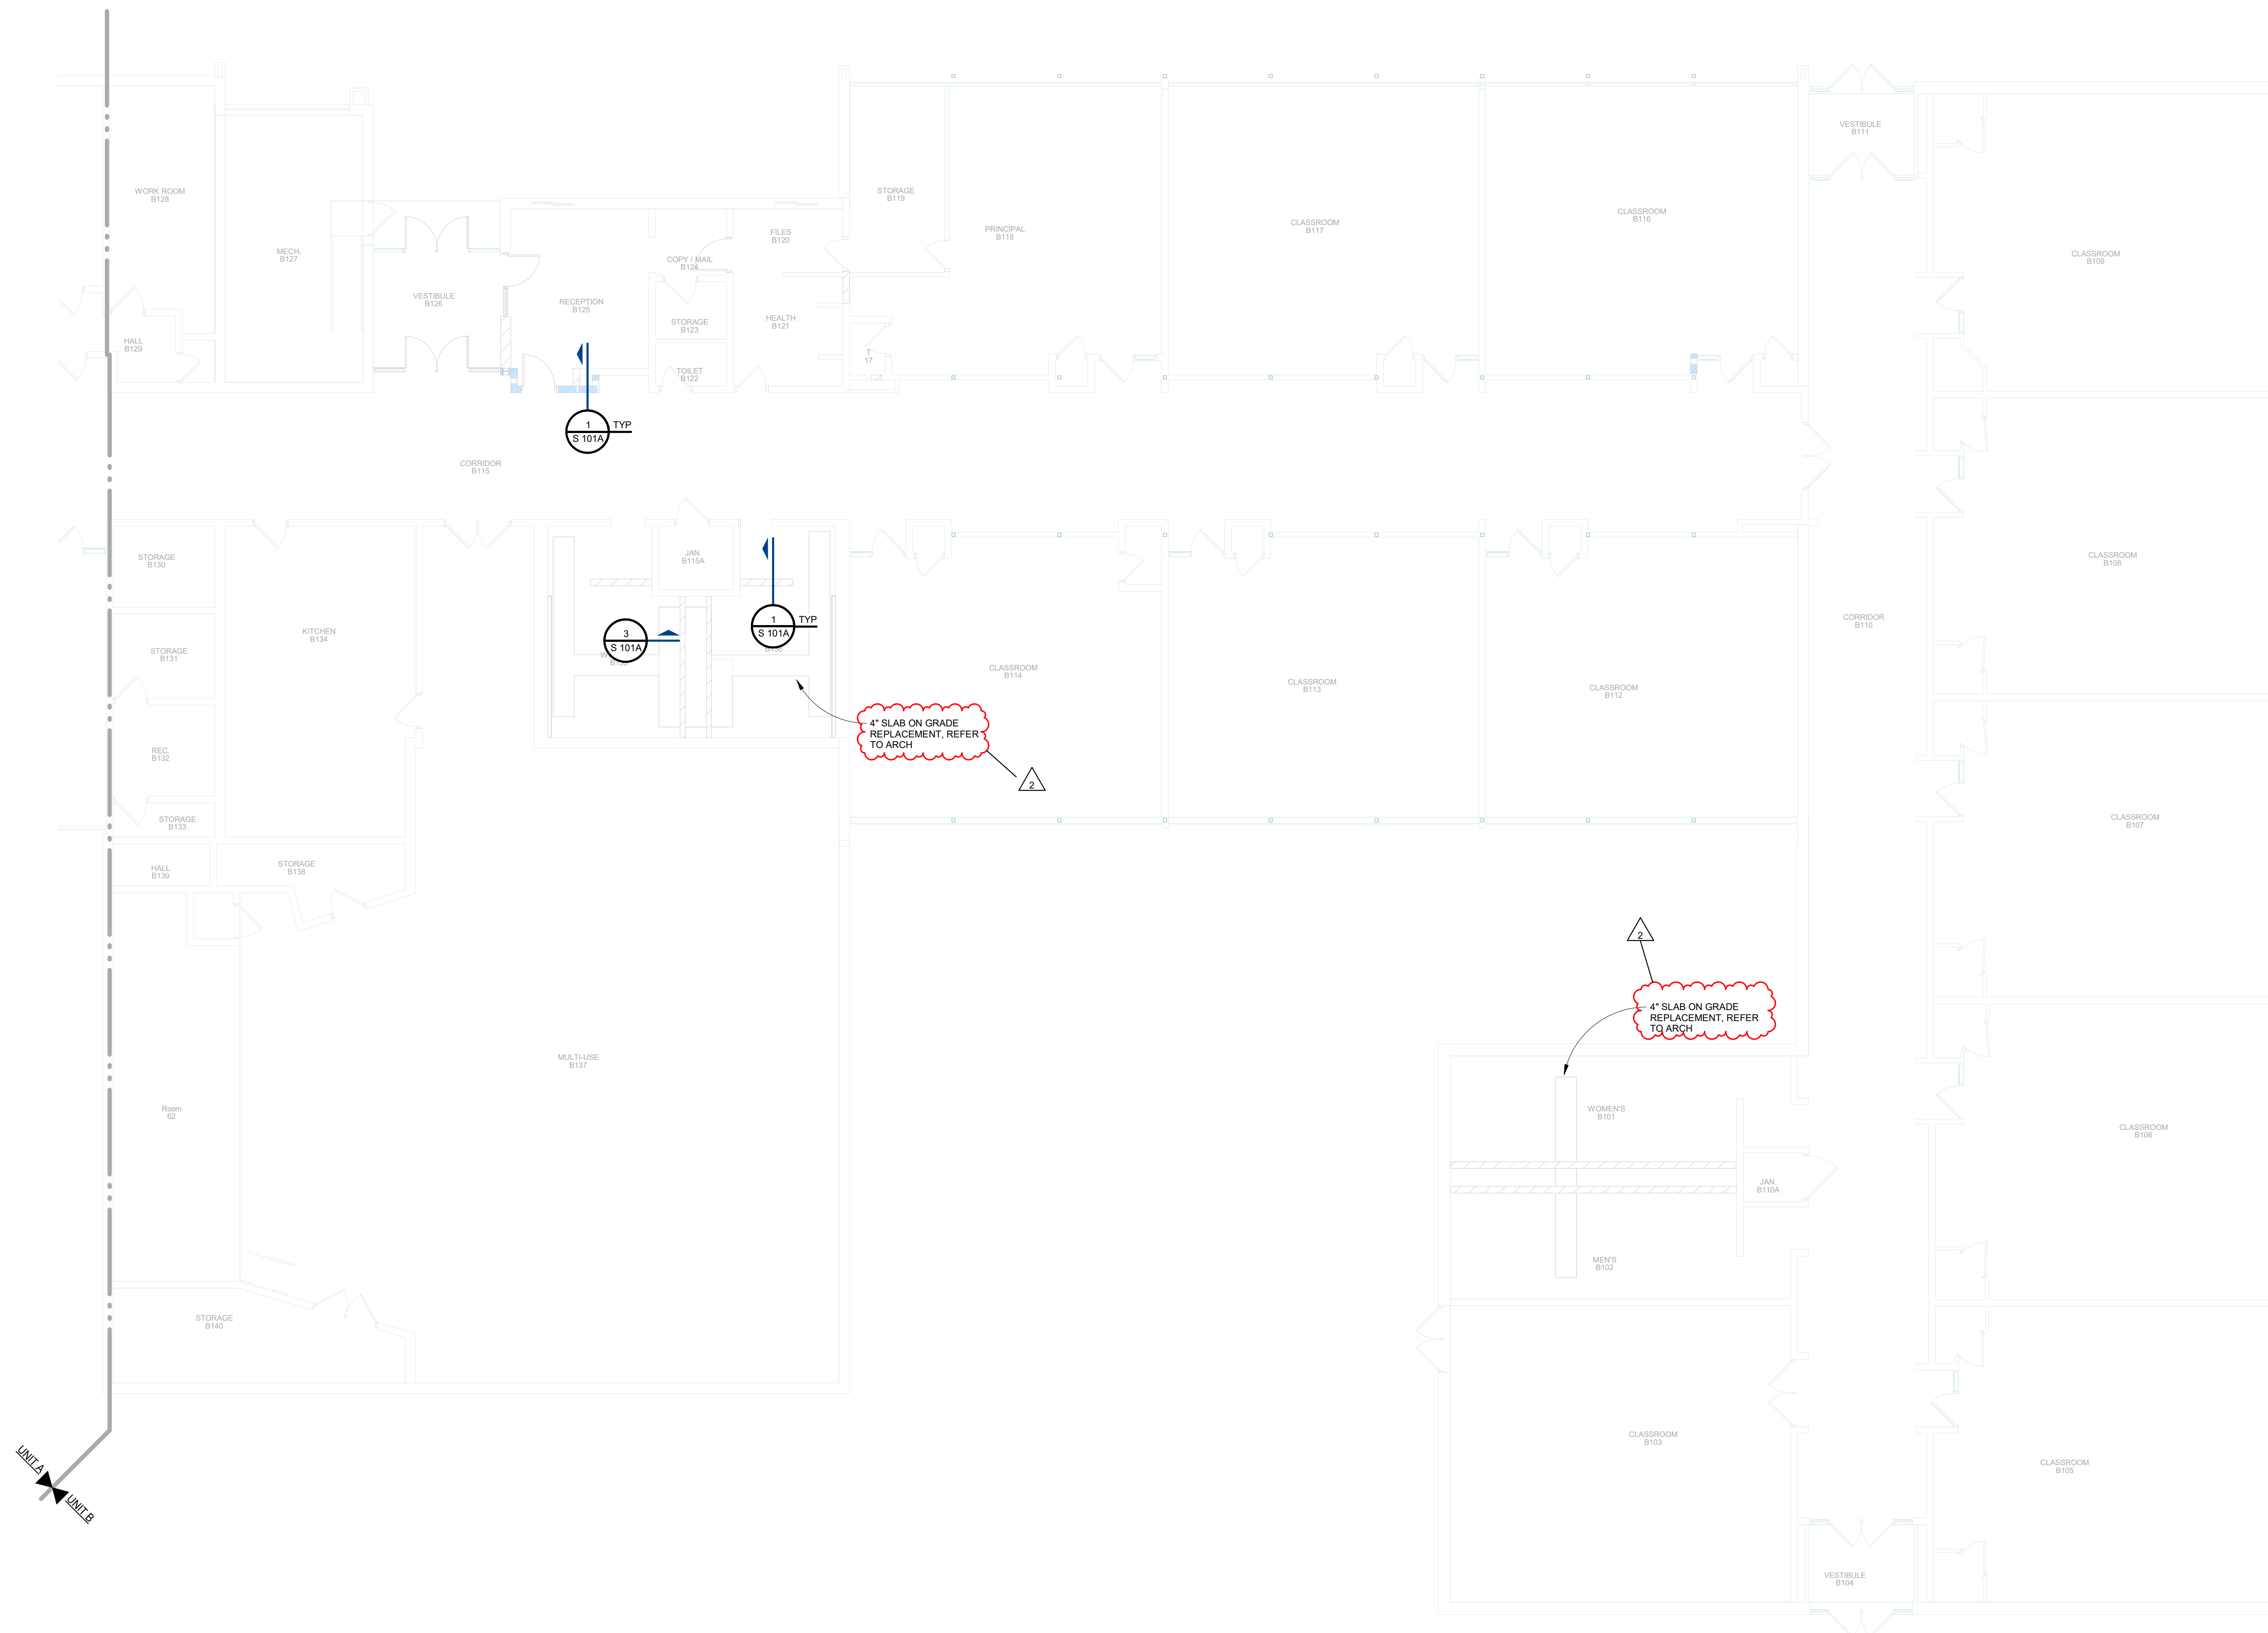 VESTIBULE
B111
WORK ROOM
B128
STORAGE
B119
CLASSROOM
B116
CLASSROOM
B117
PRINCIPAL
B118
FILES
B120
MECH.
B127
COPY / MAIL
B124
CLASSROOM
B109
VESTIBULE
B126
RECEPTION
B125
STORAGE
B123
HEALTH
B121
HALL
B129
T
17
TOILET
B122
1
TYP
S 101A
CORRIDOR
B115
STORAGE
B130
JAN.
B115A
CLASSROOM
B108
KITCHEN
B134
1
TYP
S 101A
3
S 101A
CORRIDOR
B110
STORAGE
B131
CLASSROOM
B114
CLASSROOM
B113
CLASSROOM
B112
4" SLAB ON GRADE
REPLACEMENT, REFER
TO ARCH
2
REC.
B132
STORAGE
B133
CLASSROOM
B107
HALL
B139
STORAGE
B138
2
4" SLAB ON GRADE
REPLACEMENT, REFER
TO ARCH
MULTI-USE
B137
Room
62
WOMEN'S
B101
CLASSROOM
B106
JAN.
B110A
MEN'S
B102
STORAGE
B140
CLASSROOM
B103
CLASSROOM
B105
UNIT A
UNIT B
VESTIBULE
B104